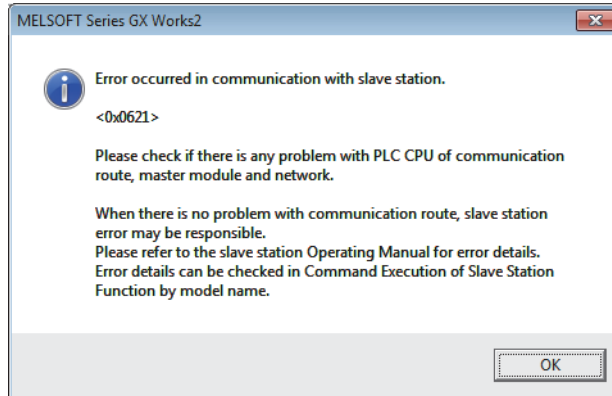 MELSOFT Series GX Works2
Error occurred in communication with slave station.
<0x0621>
Please check if there is any problem with PLC CPU of communication
route, master module and network.
When there is no problem with communication route, slave station
error may be responsible.
Please refer to the slave station Operating Manual for error details.
Error details can be checked in Command Execution of Slave Station
Function by model name.
OK